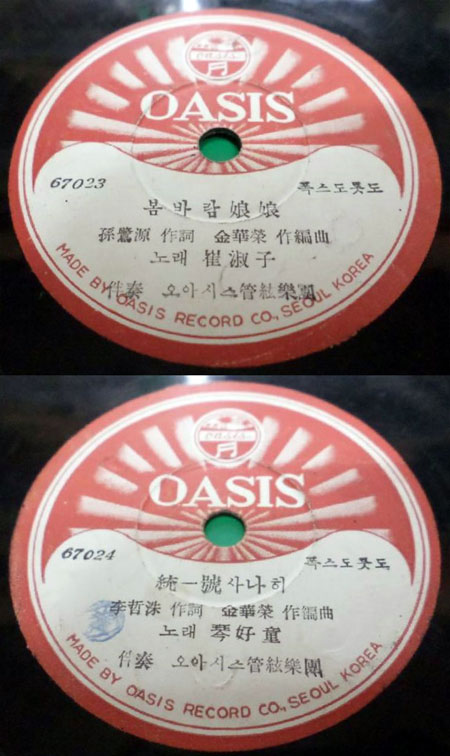 oasis
OASIS
67023
폭스도롯도
봄바람 娘娘
孫鷺源 作詞 金華榮 作編曲
노래 崔淑子
伴奏 오아시스管絃樂團
MADE BY OASIS RECORD CO., SEOUL KOREA
oasis
OASIS
67024
폭스도롯도
統一號 사나히
李哲洙 作詞 金華榮 作編曲
노래 琴好童
伴奏 오아시스管絃樂團
MADE BY OASIS RECORD CO., SEOUL KOREA